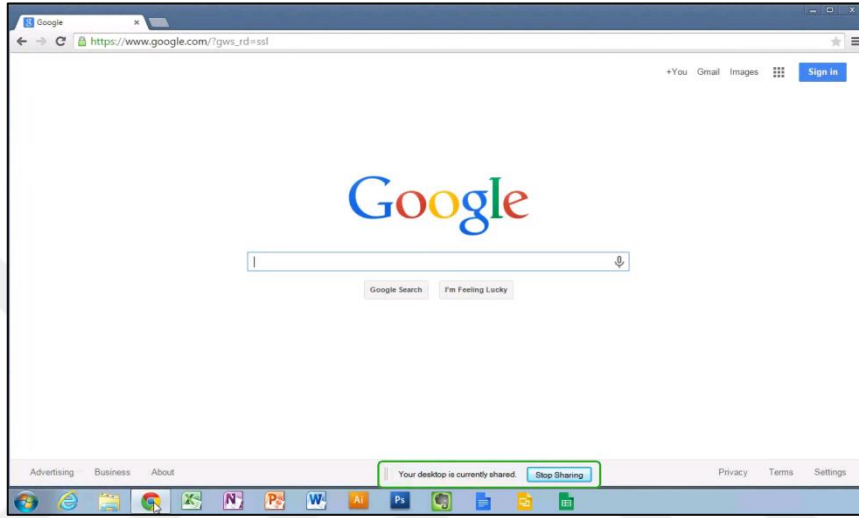 Google
https://www.google.com/?gws_rd=ssl
+You Gmail Images Sign in
Google
Google Search I'm Feeling Lucky
Advertising Business About Your desktop is currently shared. Stop Sharing Privacy Terms Settings
X N P W Ai Ps